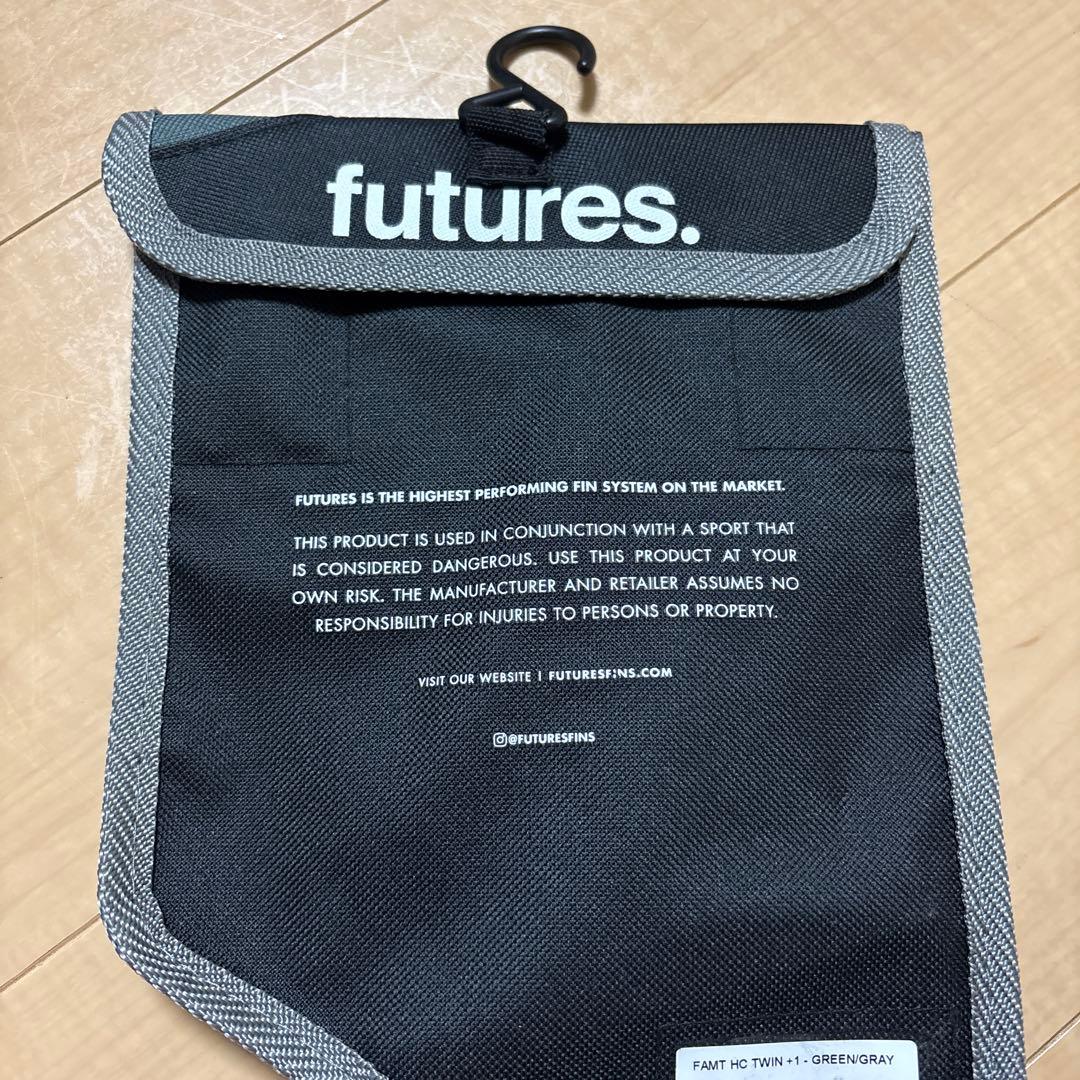 futures.
FUTURES IS THE HIGHEST PERFORMING FIN SYSTEM ON THE MARKET.
THIS PRODUCT IS USED IN CONJUNCTION WITH A SPORT THAT
IS CONSIDERED DANGEROUS. USE THIS PRODUCT AT YOUR
OWN RISK. THE MANUFACTURER AND RETAILER ASSUMES NO
RESPONSIBILITY FOR INJURIES TO PERSONS OR PROPERTY.
VISIT OUR WEBSITE | FUTURESFINS.COM
@FUTURESFINS
FAMT HC TWIN +1 - GREEN/GRAY